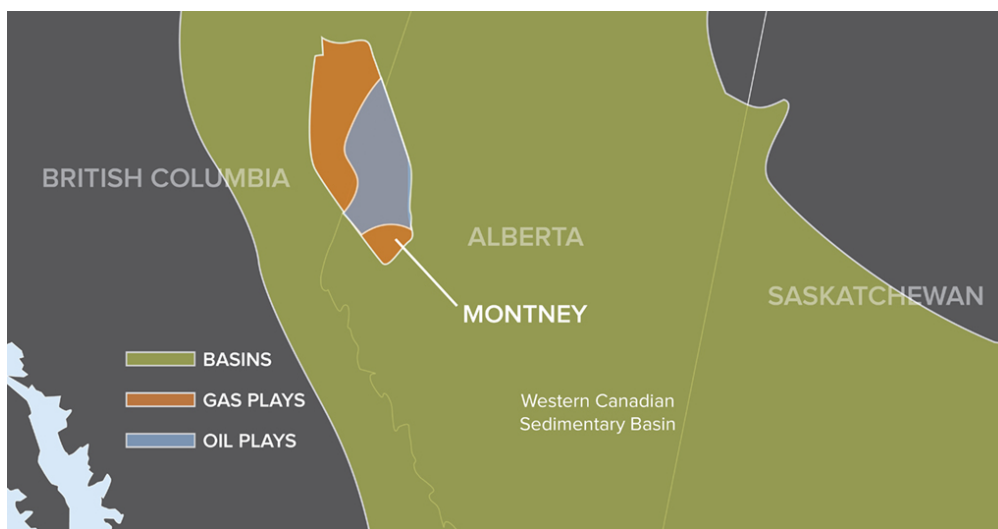 BRITISH COLUMBIA
ALBERTA
SASKATCHEWAN
MONTNEY
BASINS
GAS PLAYS
OIL PLAYS
Western Canadian
Sedimentary Basin